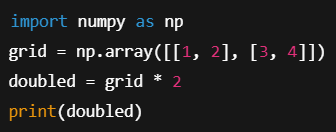 import numpy as np
grid = np.array([[1, 2], [3, 4]])
doubled = grid * 2
print(doubled)